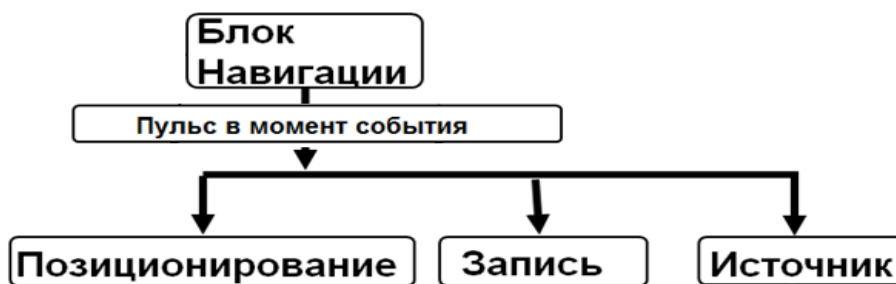 Блок
Навигации
Пульс в момент события
Позиционирование
Запись
Источник